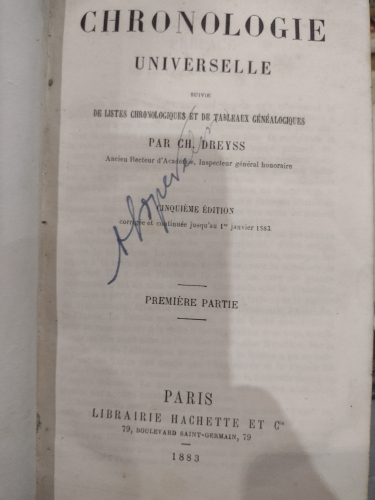 CHRONOLOGIE
UNIVERSELLE
SUIVIE
DE LISTES CHRONOLOGIQUES ET DE TABLEAUX GÉNÉALOGIQUES
PAR CH. DREYSS
Ancien Recteur d'Académie, Inspecteur général honoraire
CINQUIÈME ÉDITION
corrigée et continuée jusqu'au 1er janvier 1883
PREMIÈRE PARTIE
PARIS
LIBRAIRIE HACHETTE ET Cie
79, BOULEVARD SAINT-GERMAIN, 79
1883